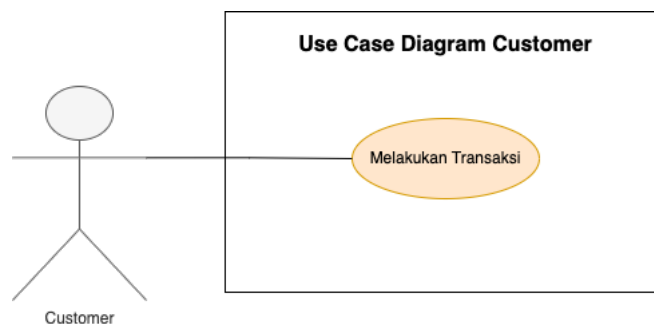 Use Case Diagram Customer
Melakukan Transaksi
Customer